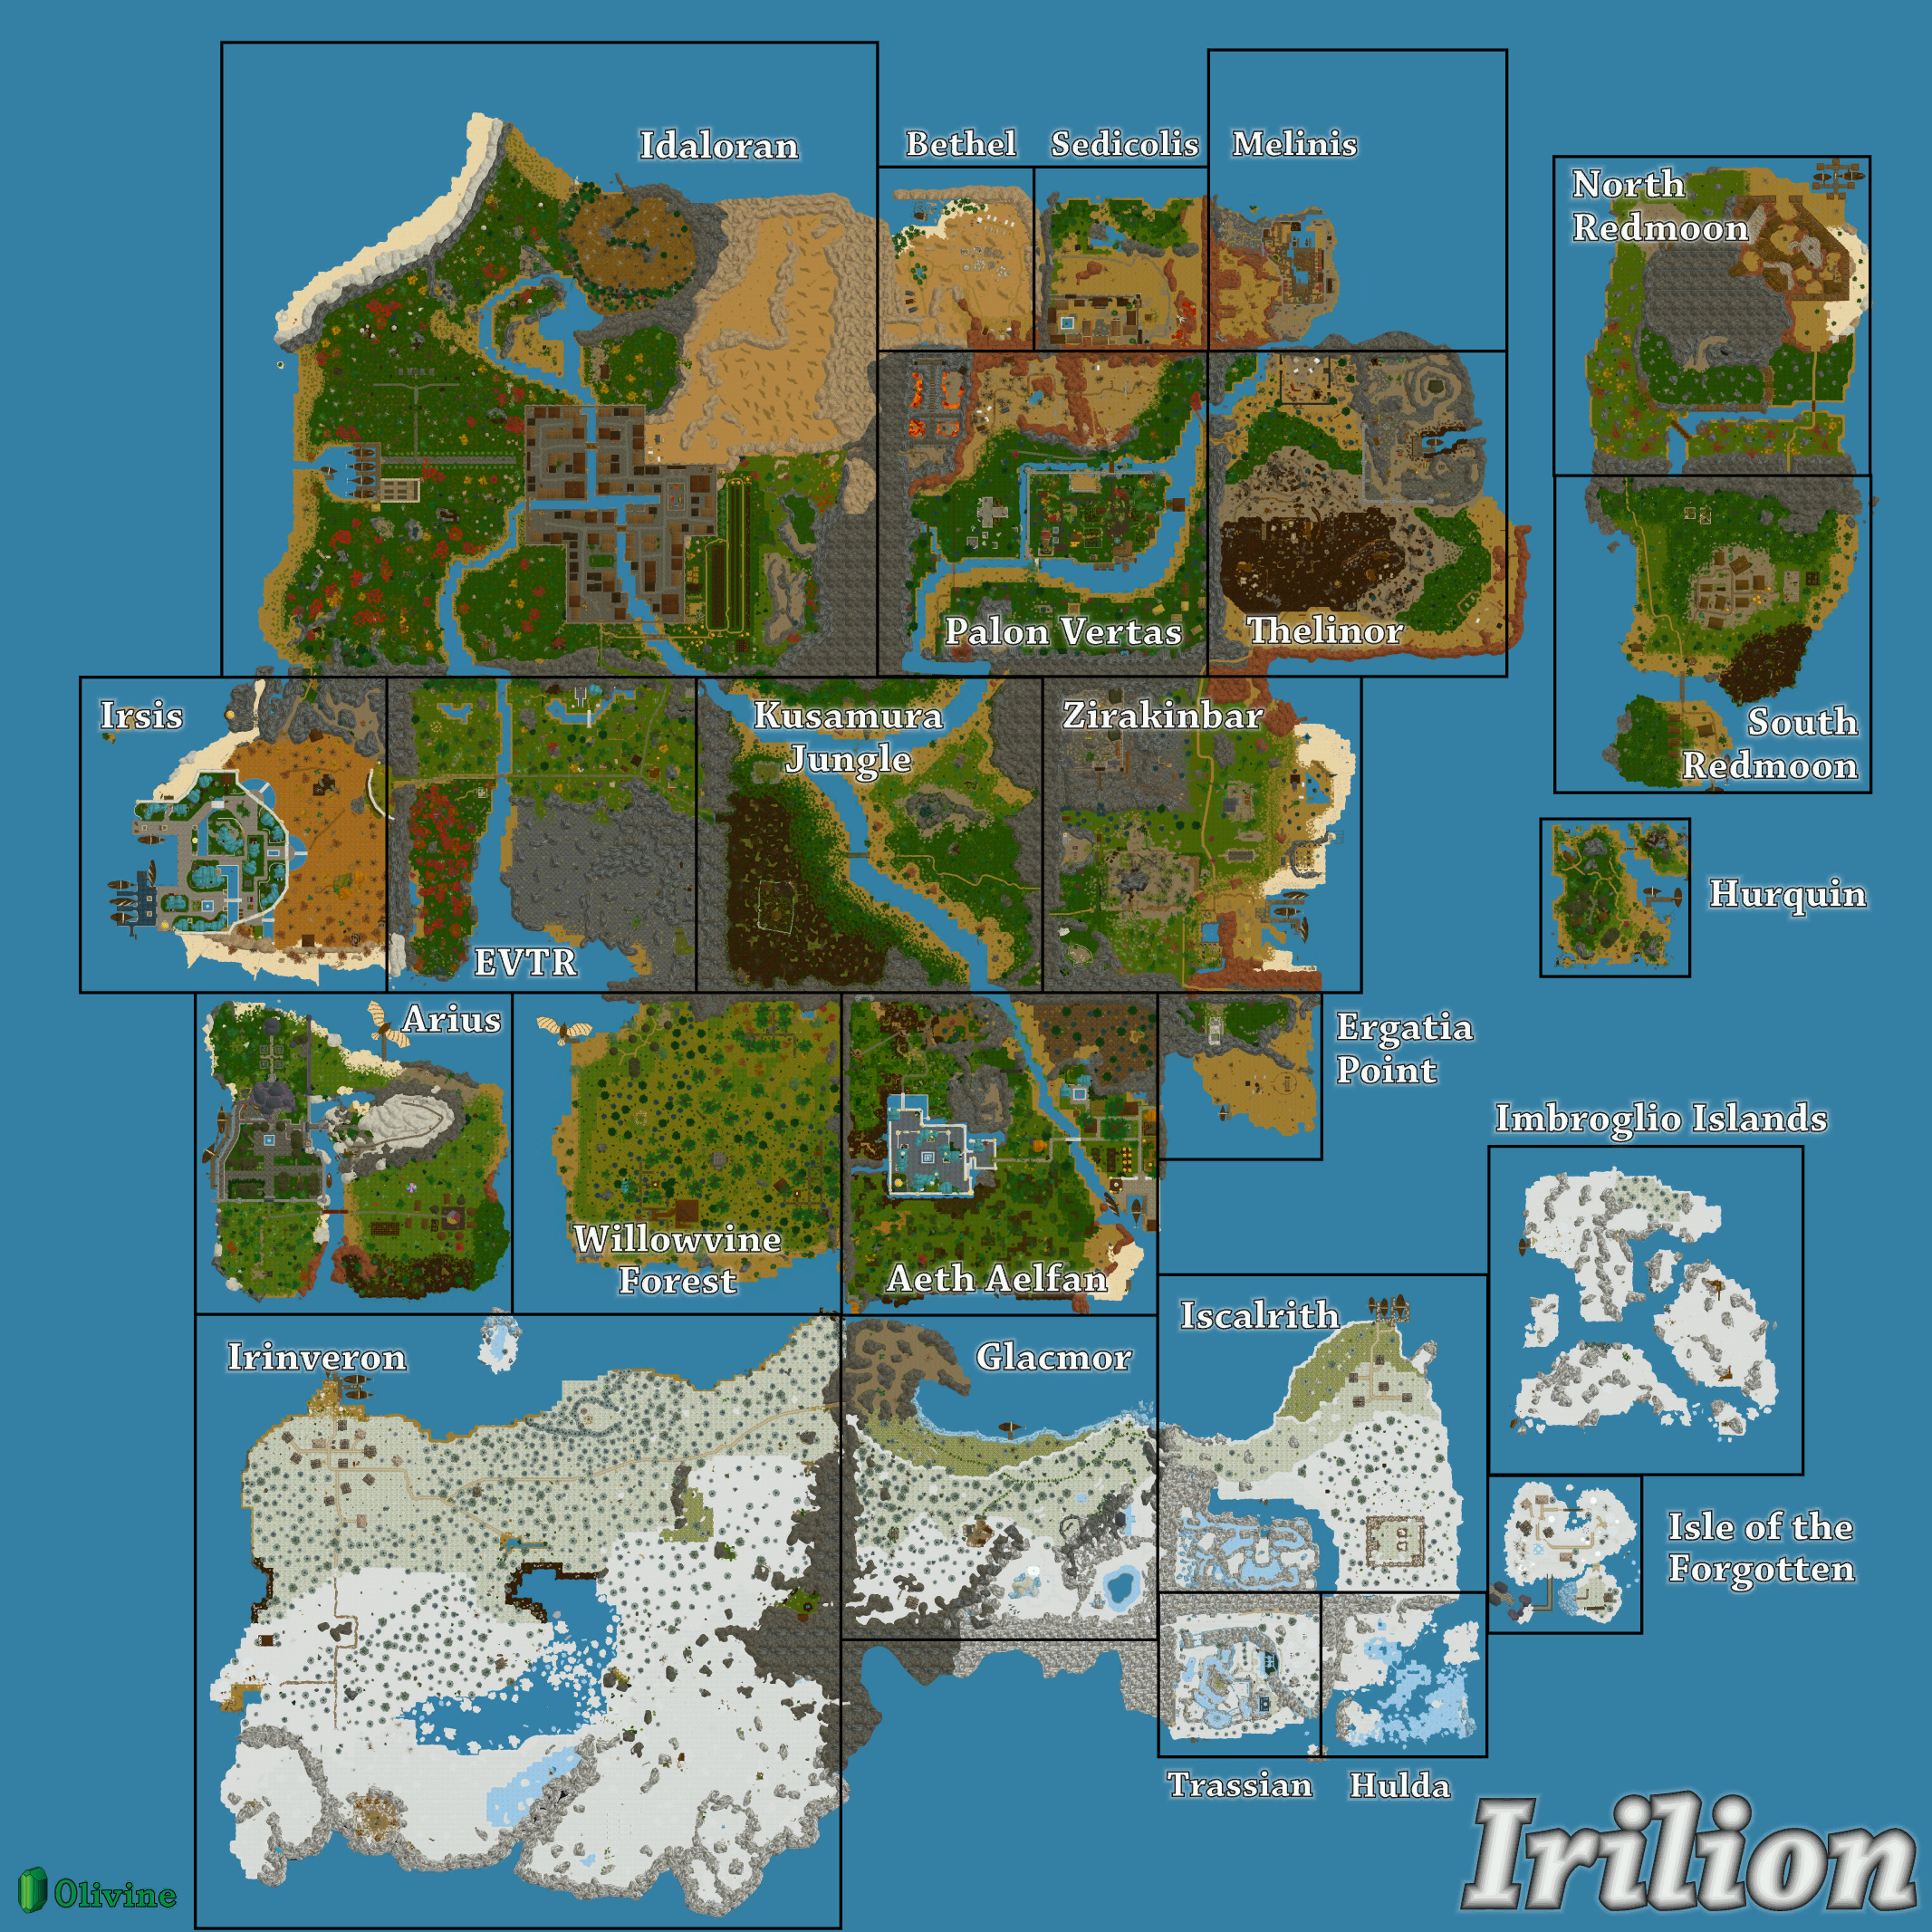 Idaloran
Bethel
Sedicolis
Melinis
North
Redmoon
Palon Vertas
Thelinor
Irsis
Kusamura
Jungle
Zirakinbar
South
Redmoon
EVTR
Hurquin
Arius
Ergatia
Point
Imbroglio Islands
Willowvine
Forest
Aeth Aelfan
Irinveron
Glacmor
Iscalrith
Isle of the
Forgotten
Trassian
Hulda
Irilion
Olivine